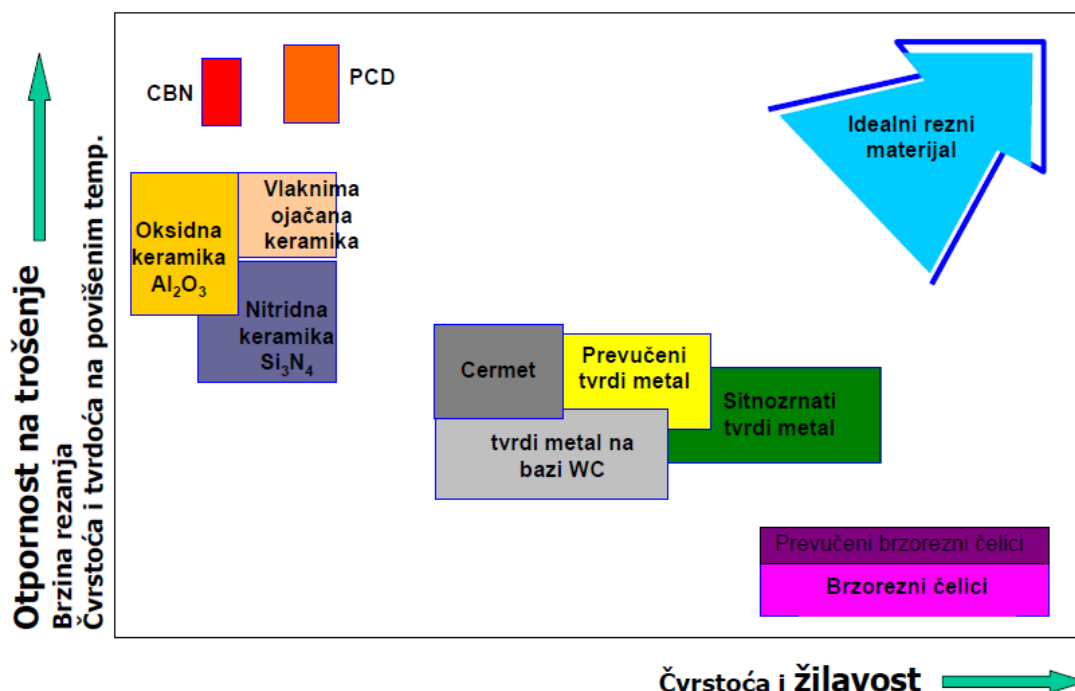 Otpornost na trošenje
Brzina rezanja
Čvrstoća i tvrdoća na povišenim temp.
CBN
PCD
Idealni rezni
materijal
Oksidna
keramika
Al₂O₃
Vlaknima
ojačana
keramika
Nitridna
keramika
Si₃N₄
Cermet
Prevučeni
tvrdi metal
Sitnozrnati
tvrdi metal
tvrdi metal na
bazi WC
Prevučeni brzorezni čelici
Brzorezni čelici
Čvrstoća i žilavost